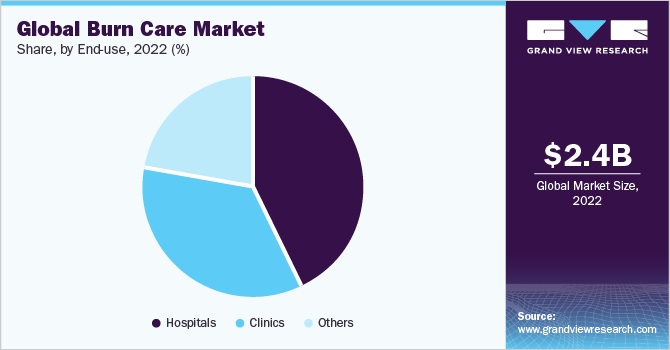 Global Burn Care Market
Share, by End-use, 2022 (%)
Hospitals
Clinics
Others
GRAND VIEW RESEARCH
$2.4B
Global Market Size,
2022
Source:
www.grandviewresearch.com